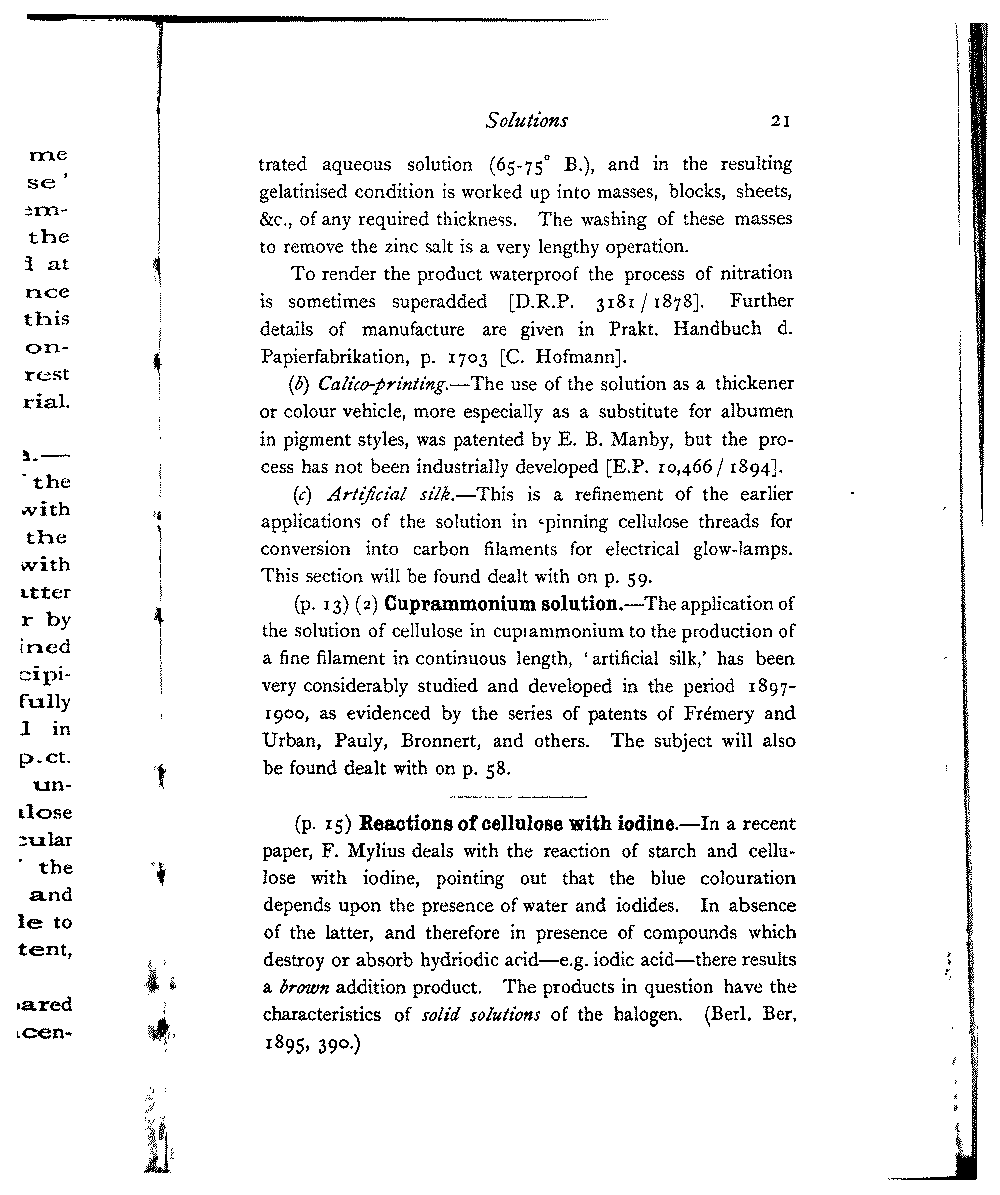 me
se '
em-
the
l at
nce
this
on-
rest
rial.
the
with
the
with
r by
ined
cipi-
fully
l in
p.ct.
un-
the
and
le to
tent,
Solutions 21
trated aqueous solution (65-75° B.), and in the resulting
gelatinised condition is worked up into masses, blocks, sheets,
&c., of any required thickness. The washing of these masses
to remove the zinc salt is a very lengthy operation.
To render the product waterproof the process of nitration
is sometimes superadded [D.R.P. 3181 / 1878]. Further
details of manufacture are given in Prakt. Handbuch d.
Papierfabrikation, p. 1703 [C. Hofmann].
(b) Calico-printing.—The use of the solution as a thickener
or colour vehicle, more especially as a substitute for albumen
in pigment styles, was patented by E. B. Manby, but the pro-
cess has not been industrially developed [E.P. 10,466 / 1894].
(c) Artificial silk.—This is a refinement of the earlier
applications of the solution in spinning cellulose threads for
conversion into carbon filaments for electrical glow-lamps.
This section will be found dealt with on p. 59.
(p. 13) (2) Cuprammonium solution.—The application of
the solution of cellulose in cuprammonium to the production of
a fine filament in continuous length, 'artificial silk,' has been
very considerably studied and developed in the period 1897-
1900, as evidenced by the series of patents of Frémery and
Urban, Pauly, Bronnert, and others. The subject will also
be found dealt with on p. 58.
(p. 15) Reactions of cellulose with iodine.—In a recent
paper, F. Mylius deals with the reaction of starch and cellu-
lose with iodine, pointing out that the blue colouration
depends upon the presence of water and iodides. In absence
of the latter, and therefore in presence of compounds which
destroy or absorb hydriodic acid—e.g. iodic acid—there results
a brown addition product. The products in question have the
characteristics of solid solutions of the halogen. (Berl. Ber.
1895, 390.)